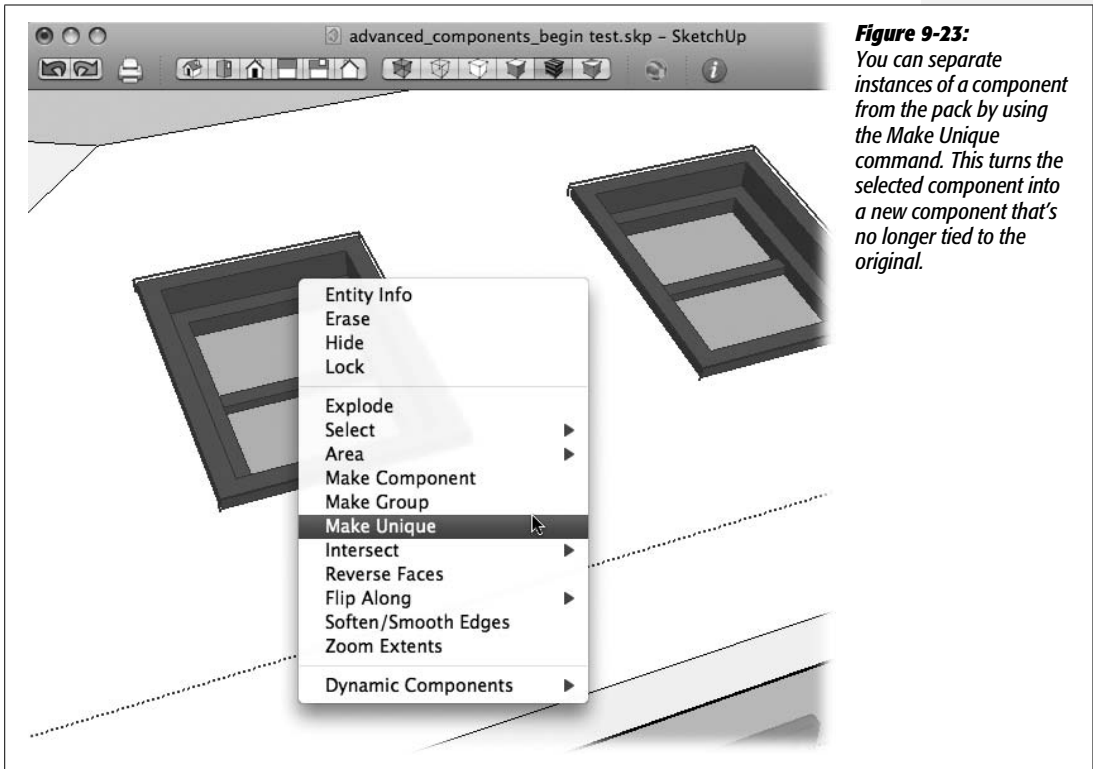 advanced_components_begin test.skp – SketchUp
Entity Info
Erase
Hide
Lock
Explode
Select
Area
Make Component
Make Group
Make Unique
Intersect
Reverse Faces
Flip Along
Soften/Smooth Edges
Zoom Extents
Dynamic Components
Figure 9-23:
You can separate
instances of a component
from the pack by using
the Make Unique
command. This turns the
selected component into
a new component that's
no longer tied to the
original.